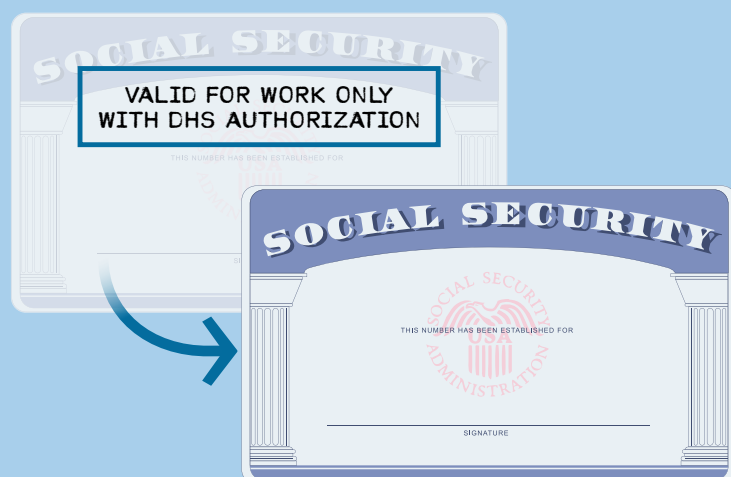 SOCIAL SECURITY
VALID FOR WORK ONLY
WITH DHS AUTHORIZATION
THIS NUMBER HAS BEEN ESTABLISHED FOR
USA
SOCIAL SECURITY
SOCIAL SECURITY
THIS NUMBER HAS BEEN ESTABLISHED FOR
USA
ADMINISTRATION
SIGNATURE